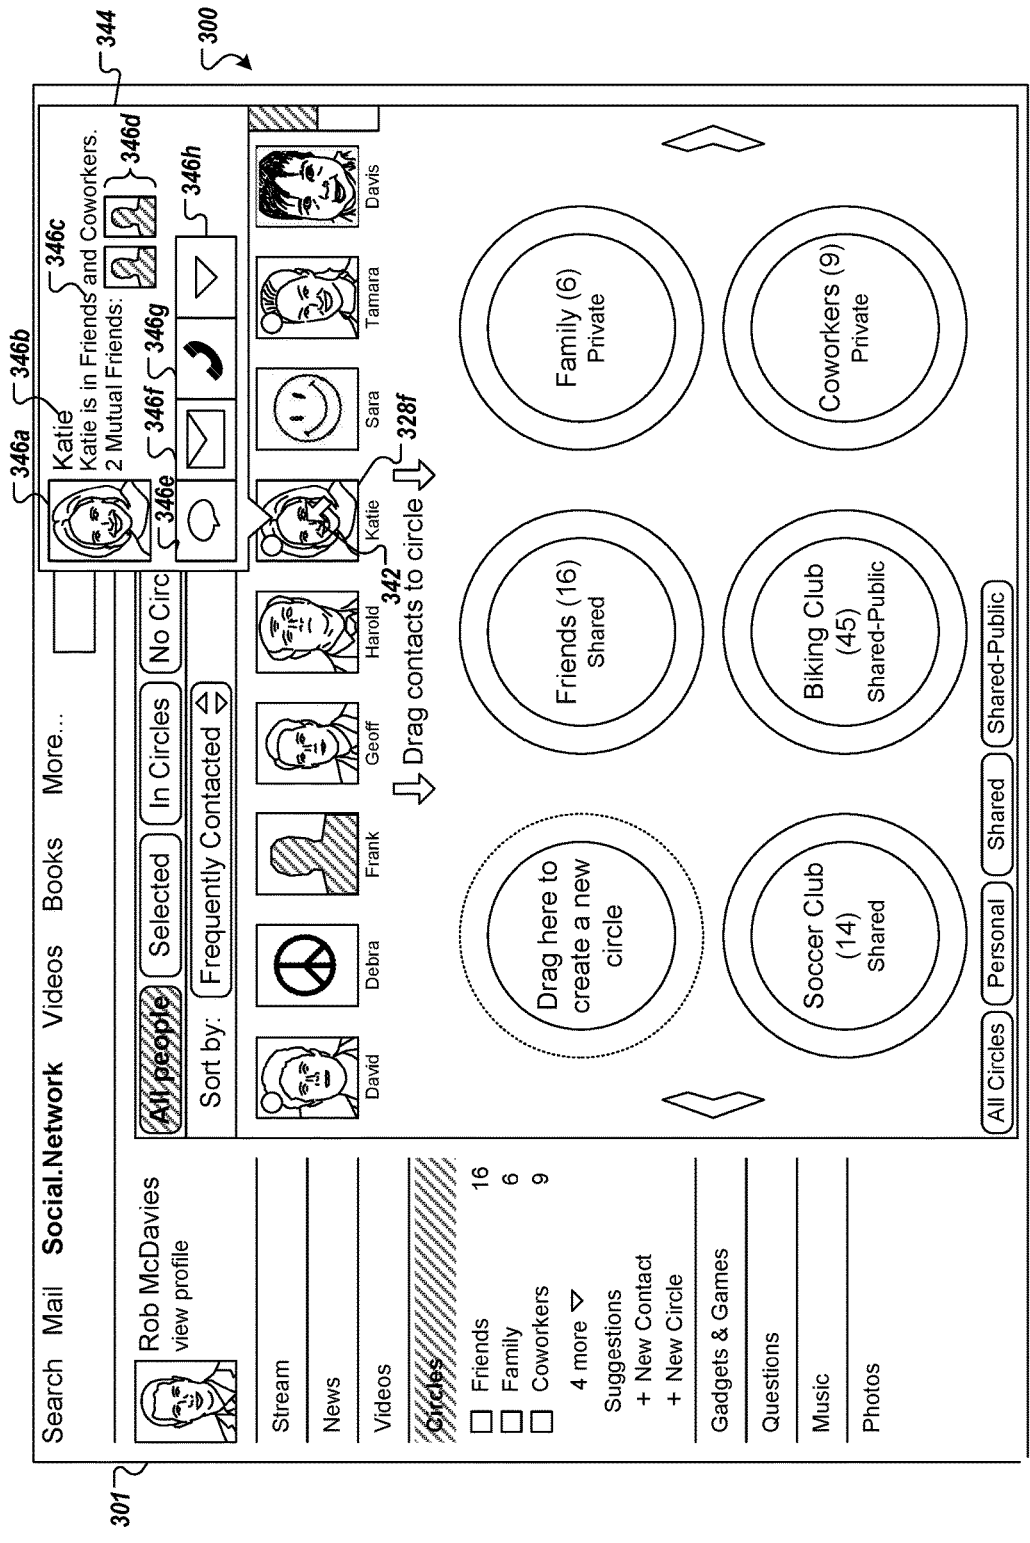 300
344
301
Search Mail Social.Network Videos Books More...
346a
346b
346c
346d
346e
346f
346g
346h
Katie
Katie is in Friends and Coworkers.
2 Mutual Friends:
Rob McDavies
view profile
All people Selected In Circles No Circ
Sort by: Frequently Contacted
David Debra Frank Geoff Harold Katie Sara Tamara Davis
342
328f
Drag contacts to circle
Stream
News
Videos
Circles
Friends 16
Family 6
Coworkers 9
4 more
Suggestions
+ New Contact
+ New Circle
Gadgets & Games
Questions
Music
Photos
Drag here to
create a new
circle
Friends (16)
Shared
Family (6)
Private
Soccer Club
(14)
Shared
Biking Club
(45)
Shared-Public
Coworkers (9)
Private
All Circles Personal Shared Shared-Public